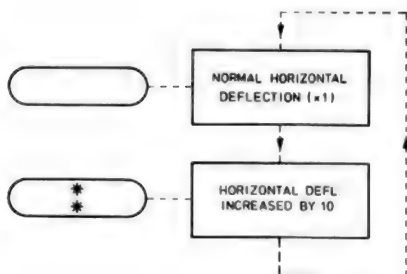 NORMAL HORIZONTAL
DEFLECTION (×1)
HORIZONTAL DEFL
INCREASED BY 10